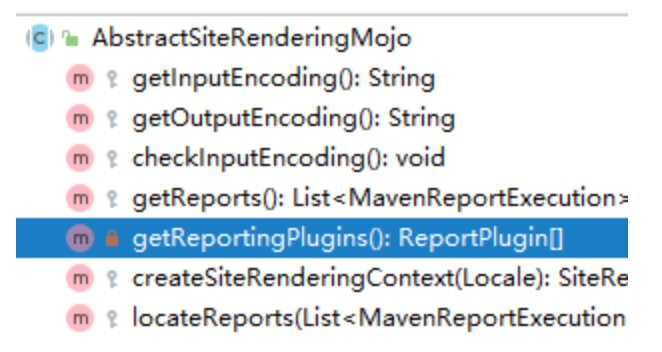 C AbstractSiteRenderingMojo
m getInputEncoding(): String
m getOutputEncoding(): String
m checkInputEncoding(): void
m getReports(): List<MavenReportExecution>
m getReportingPlugins(): ReportPlugin[]
m createSiteRenderingContext(Locale): SiteRe
m locateReports(List<MavenReportExecution